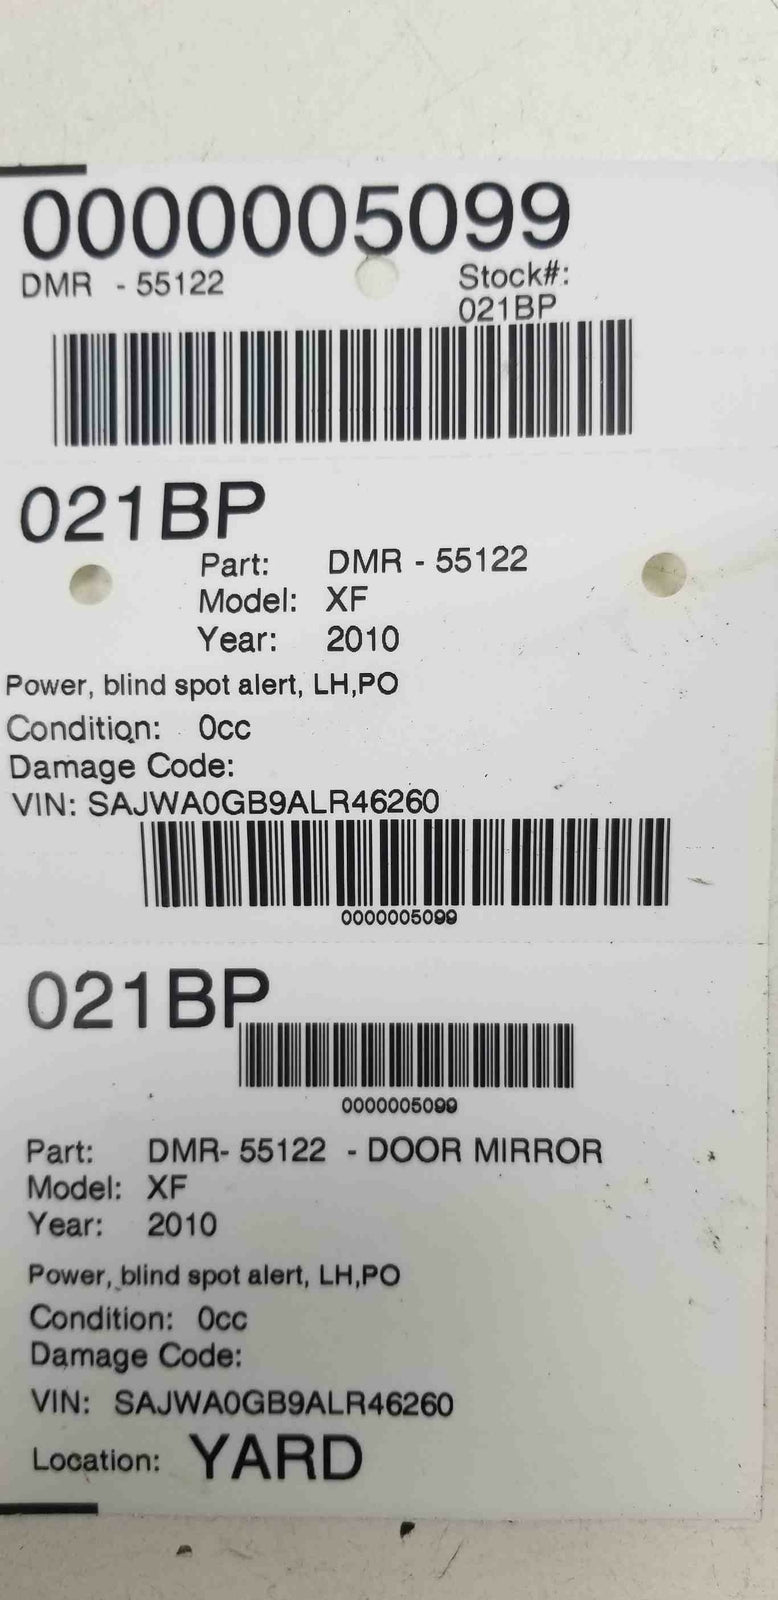 0000005099
DMR - 55122
Stock#:
021BP
021BP
Part: DMR - 55122
Model: XF
Year: 2010
Power, blind spot alert, LH,PO
Condition: 0cc
Damage Code:
VIN: SAJWA0GB9ALR46260
0000005099
021BP
0000005099
Part: DMR- 55122 - DOOR MIRROR
Model: XF
Year: 2010
Power, blind spot alert, LH,PO
Condition: 0cc
Damage Code:
VIN: SAJWA0GB9ALR46260
Location: YARD